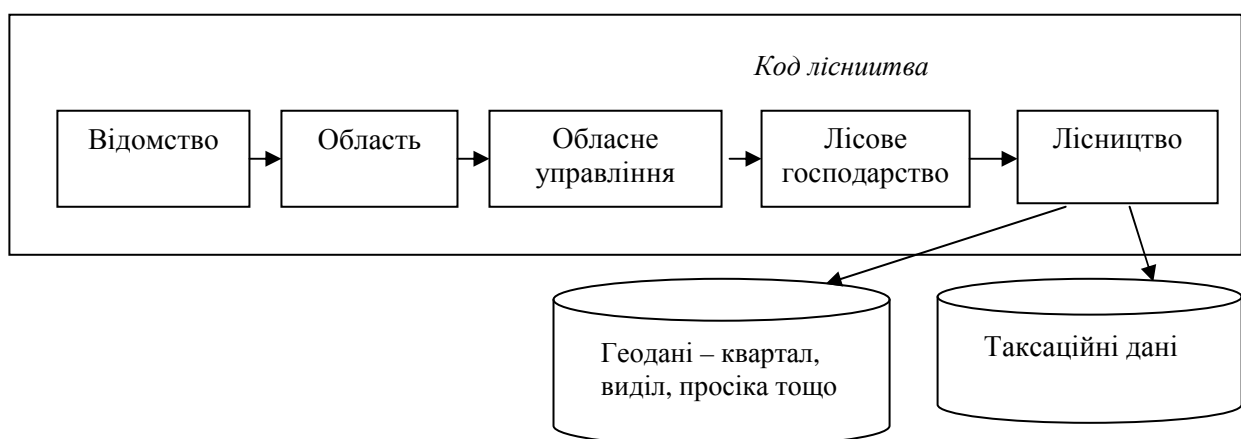 Код лісниитва
Відомство
Область
Обласне
управління
Лісове
господарство
Лісництво
Геодані – квартал,
виділ, просіка тощо
Таксаційні дані